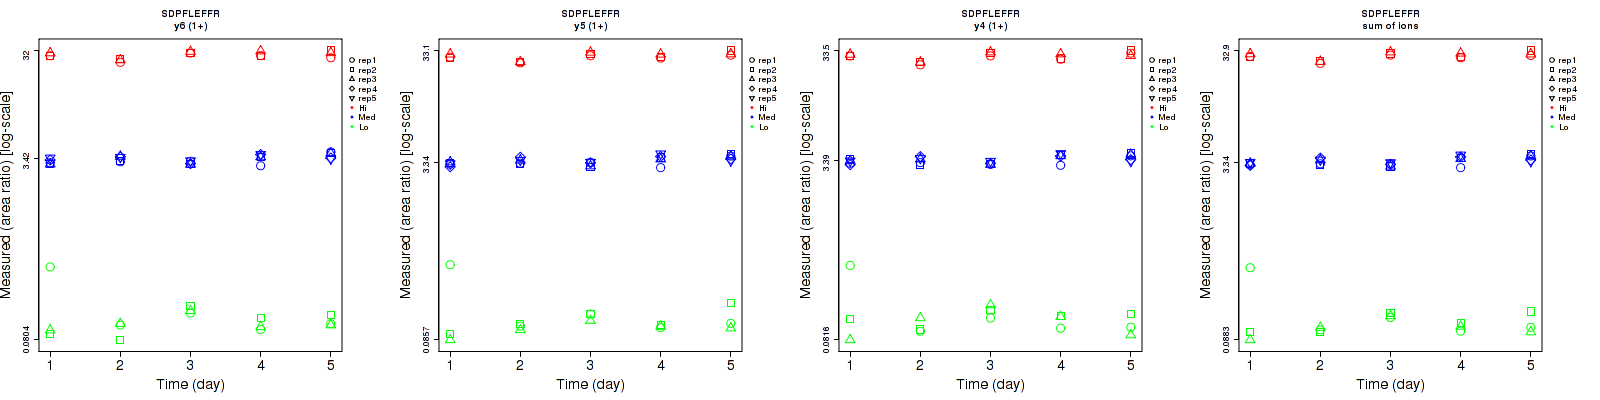 SDPFLEFFR
y6 (1+)
Measured (area ratio) [log-scale]
32
3.42
0.0804
1 2 3 4 5
Time (day)
rep1
rep2
rep3
rep4
rep5
Hi
Med
Lo
SDPFLEFFR
y5 (1+)
Measured (area ratio) [log-scale]
33.1
3.34
0.0857
1 2 3 4 5
Time (day)
rep1
rep2
rep3
rep4
rep5
Hi
Med
Lo
SDPFLEFFR
y4 (1+)
Measured (area ratio) [log-scale]
33.5
3.39
0.0816
1 2 3 4 5
Time (day)
rep1
rep2
rep3
rep4
rep5
Hi
Med
Lo
SDPFLEFFR
sum of ions
Measured (area ratio) [log-scale]
32.9
3.34
0.0883
1 2 3 4 5
Time (day)
rep1
rep2
rep3
rep4
rep5
Hi
Med
Lo